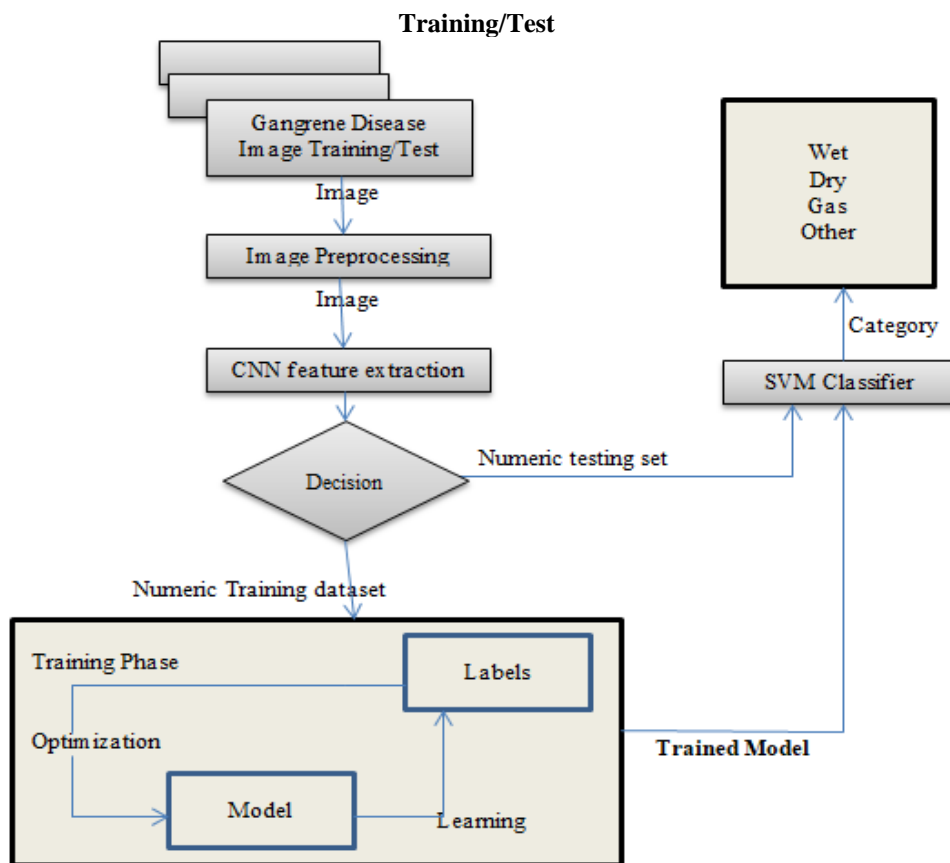 Training/Test
Gangrene Disease
Image Training/Test
Image
Image Preprocessing
Image
CNN feature extraction
Decision
Numeric testing set
Numeric Training dataset
Wet
Dry
Gas
Other
Category
SVM Classifier
Training Phase
Labels
Optimization
Model
Learning
Trained Model